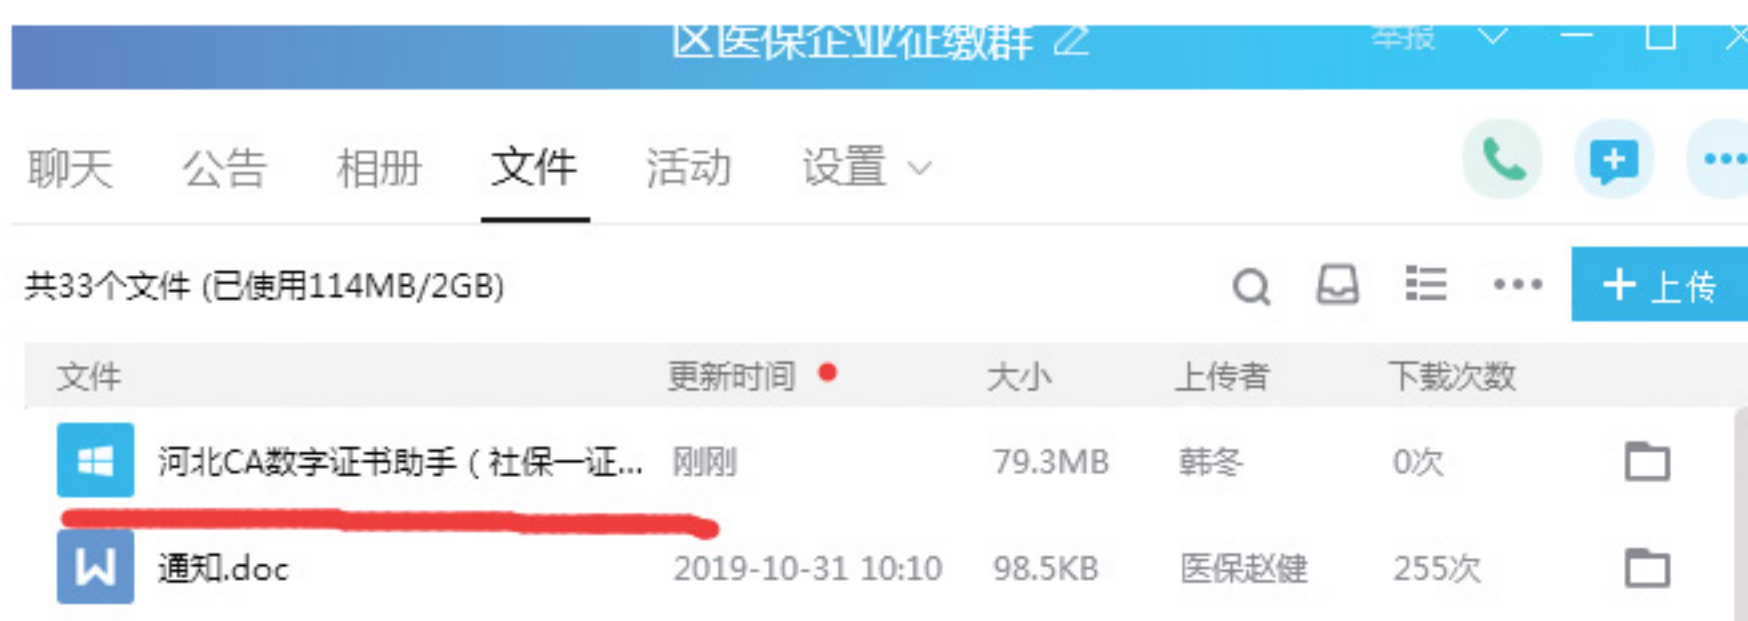 区医保企业征缴群 举报
聊天 公告 相册 文件 活动 设置
共33个文件 (已使用114MB/2GB) 上传
文件 更新时间 大小 上传者 下载次数
河北CA数字证书助手（社保一证... 刚刚 79.3MB 韩冬 0次
通知.doc 2019-10-31 10:10 98.5KB 医保赵健 255次